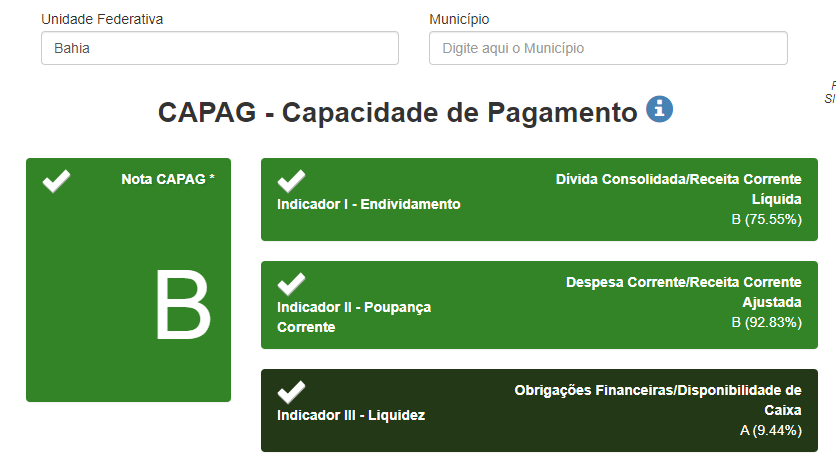 Unidade Federativa
Município
Bahia
Digite aqui o Município
CAPAG - Capacidade de Pagamento
Nota CAPAG *
B
Indicador I - Endividamento
Dívida Consolidada/Receita Corrente
Líquida
B (75.55%)
Indicador II - Poupança
Corrente
Despesa Corrente/Receita Corrente
Ajustada
B (92.83%)
Indicador III - Liquidez
Obrigações Financeiras/Disponibilidade de
Caixa
A (9.44%)